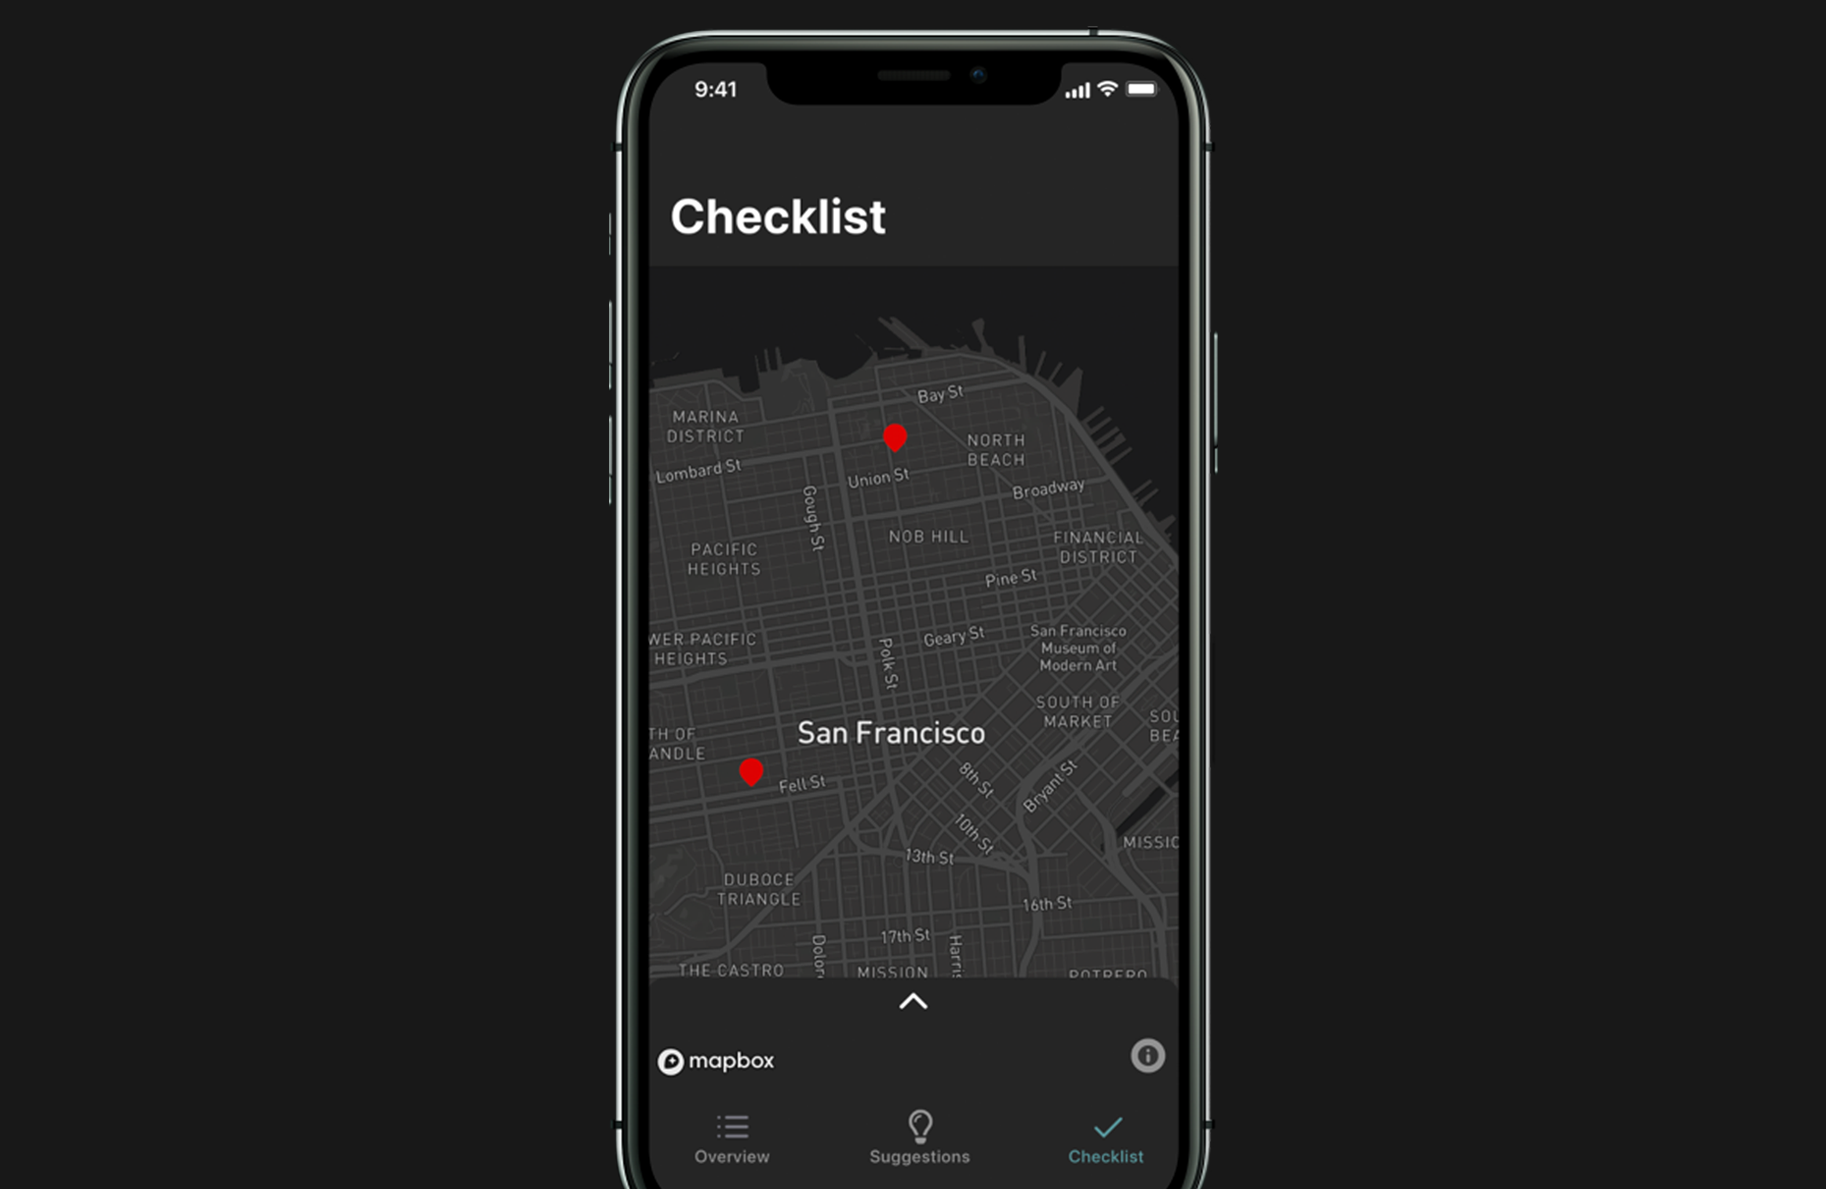 9:41
Checklist
Bay St
MARINA
DISTRICT
NORTH
BEACH
Lombard St
Union St
Broadway
Gough St
NOB HILL
FINANCIAL
DISTRICT
PACIFIC
HEIGHTS
Pine St
WER PACIFIC
HEIGHTS
Geary St
Polk St
San Francisco
Museum of
Modern Art
SOUTH OF
MARKET
SOU
BEA
TH OF
ANDLE
San Francisco
Fell St
8th St
Bryant St
10th St
MISSIO
13th St
DUBOCE
TRIANGLE
16th St
17th St
Dolor
Harris
THE CASTRO
MISSION
POTRERO
mapbox
Overview
Suggestions
Checklist